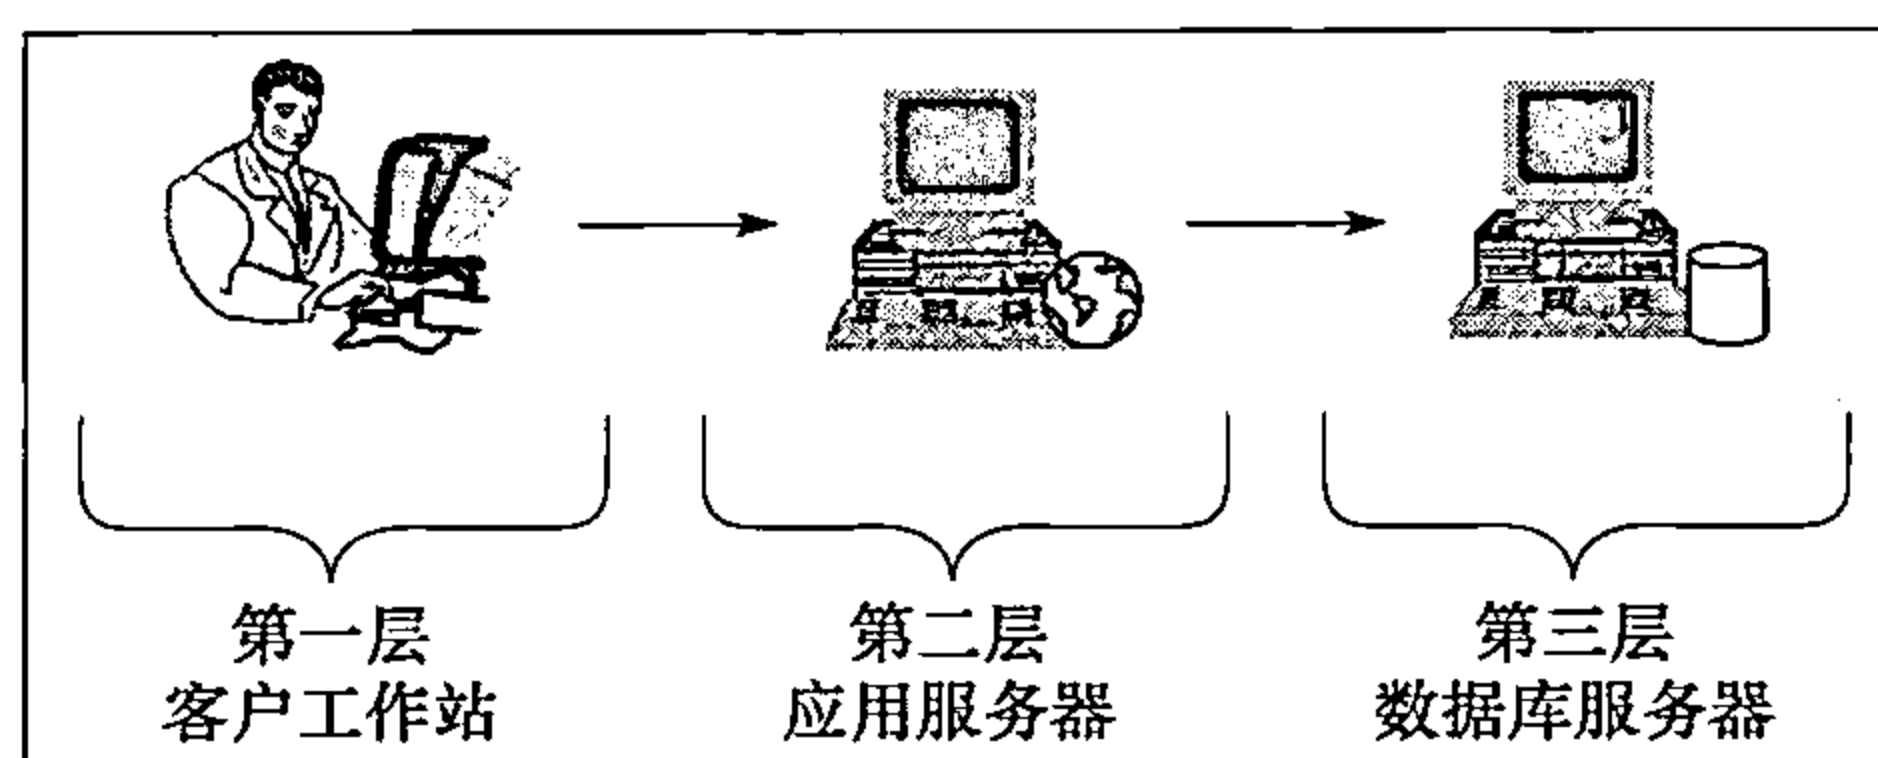 第一层
客户工作站
第二层
应用服务器
第三层
数据库服务器